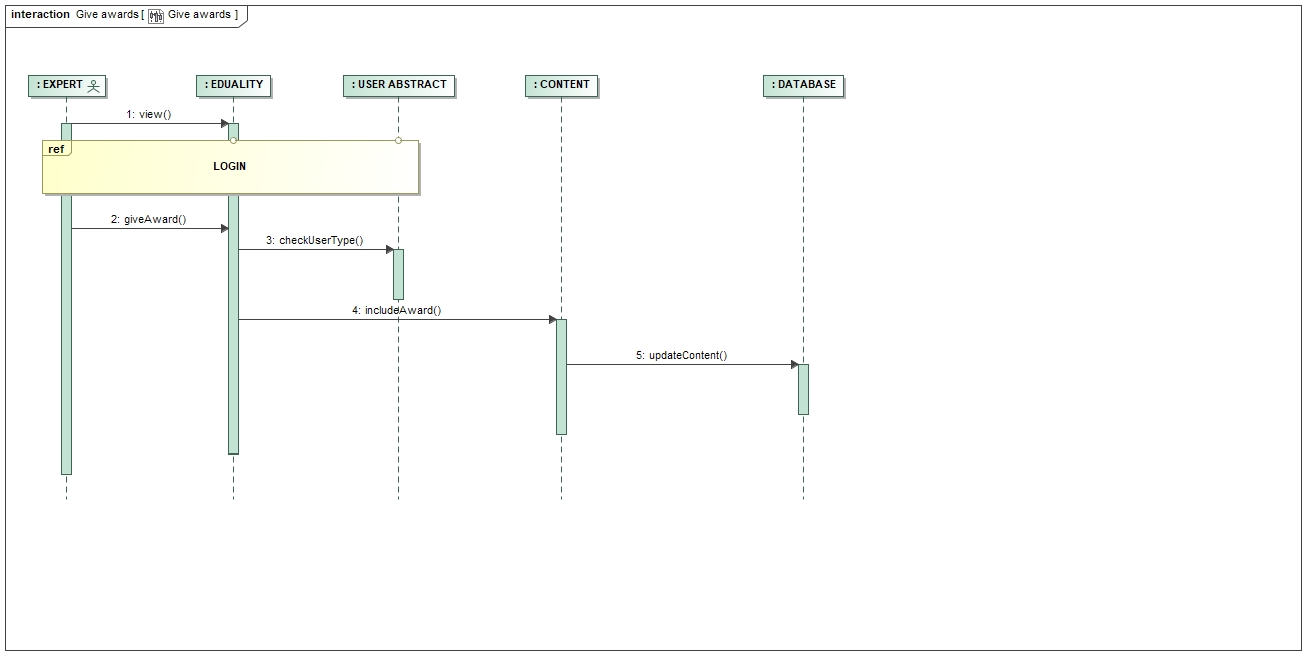 interaction Give awards [ Give awards ]
: EXPERT
: EDUALITY
: USER ABSTRACT
: CONTENT
: DATABASE
1: view()
ref
LOGIN
2: giveAward()
3: checkUserType()
4: includeAward()
5: updateContent()